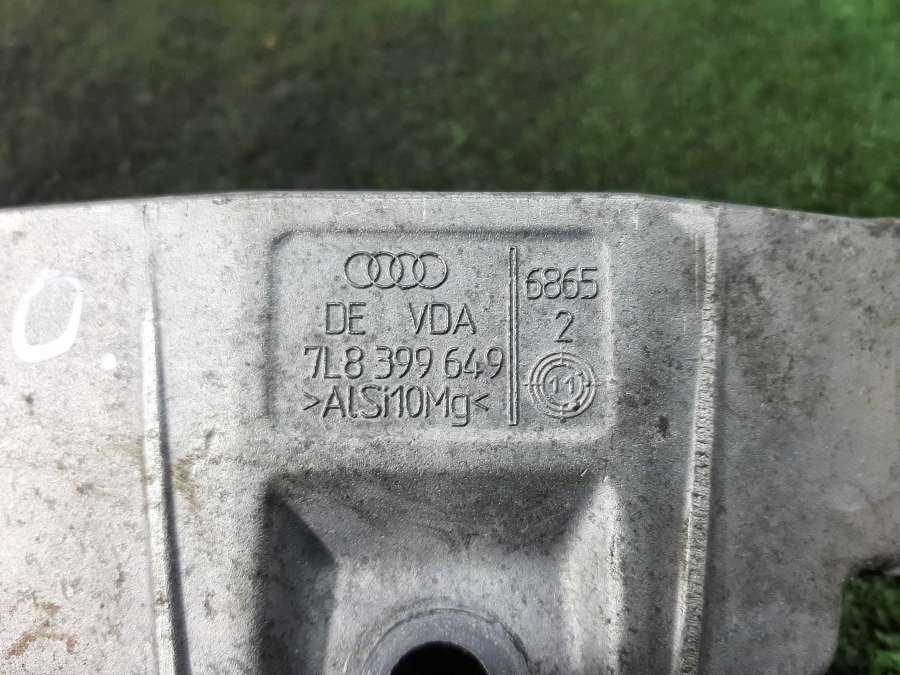 DE VDA
7L8 399 649
>AlSi10Mg<
6865
2
11
O.